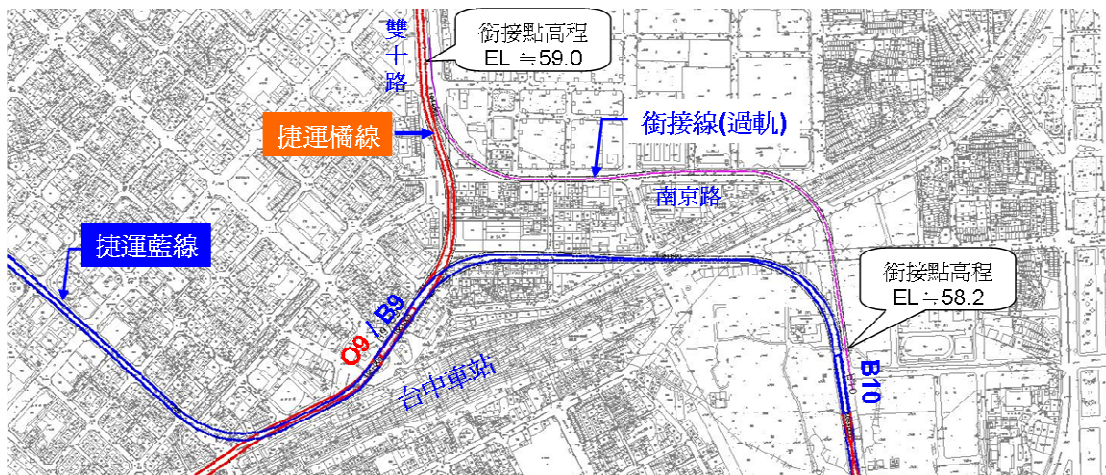 雙十路
銜接點高程
EL ≒59.0
捷運橘線
銜接線(過軌)
南京路
捷運藍線
銜接點高程
EL≒58.2
O9 / B9
台中車站
B10